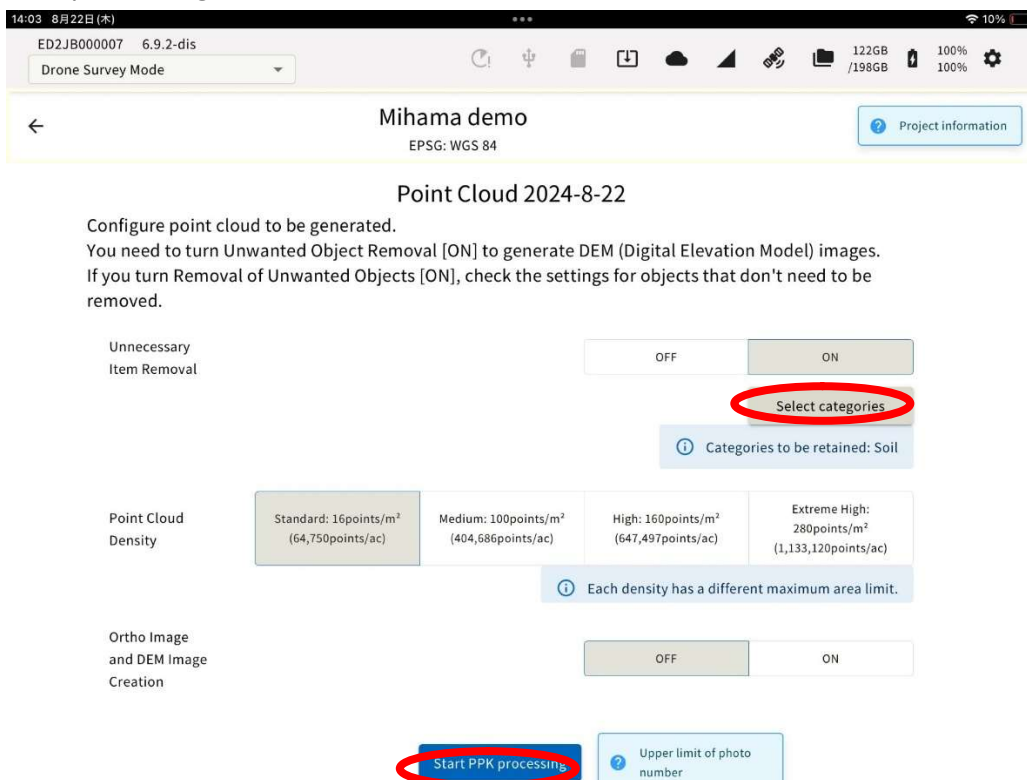 14:03 8月22日(木)
10%
ED2JB000007 6.9.2-dis
Drone Survey Mode
122GB
/198GB
100%
100%
Mihama demo
EPSG: WGS 84
Project information
Point Cloud 2024-8-22
Configure point cloud to be generated.
You need to turn Unwanted Object Removal [ON] to generate DEM (Digital Elevation Model) images.
If you turn Removal of Unwanted Objects [ON], check the settings for objects that don't need to be
removed.
Unnecessary
Item Removal
OFF
ON
Select categories
Categories to be retained: Soil
Point Cloud
Density
Standard: 16points/m²
(64,750points/ac)
Medium: 100points/m²
(404,686points/ac)
High: 160points/m²
(647,497points/ac)
Extreme High:
280points/m²
(1,133,120points/ac)
Each density has a different maximum area limit.
Ortho Image
and DEM Image
Creation
OFF
ON
Start PPK processing
Upper limit of photo
number